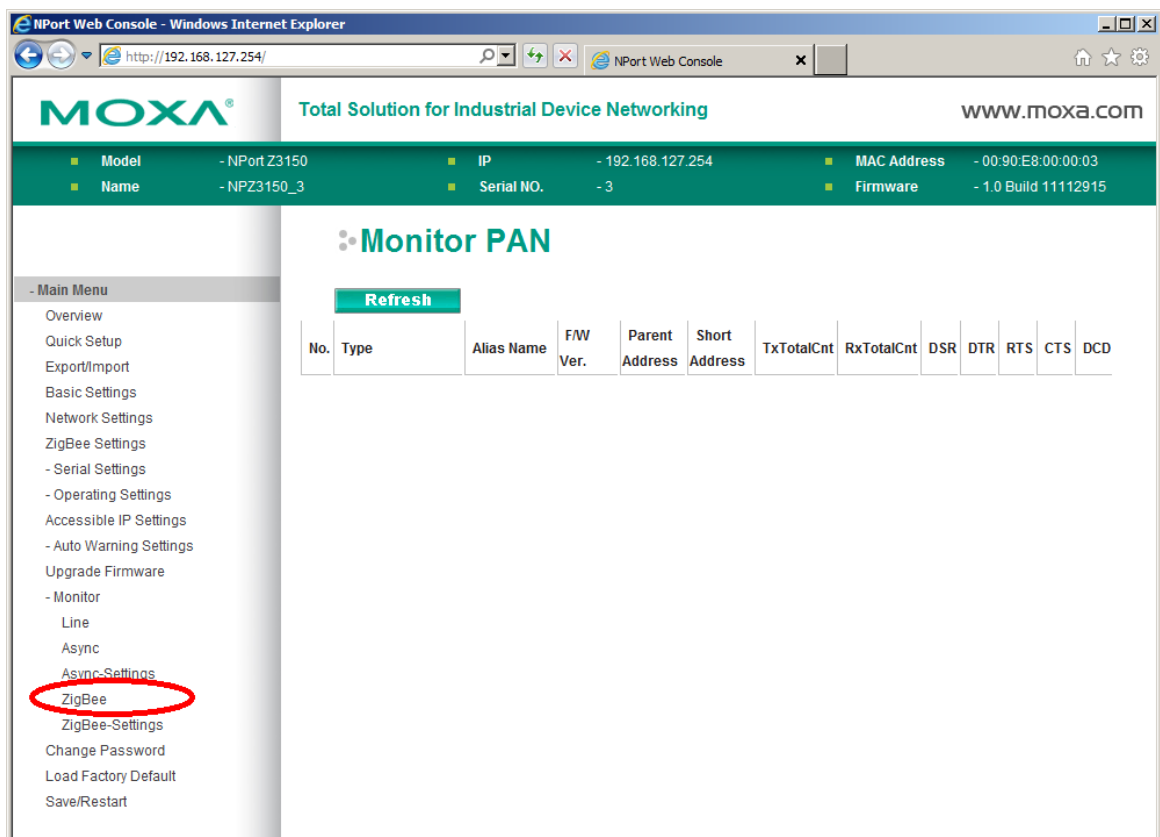 NPort Web Console - Windows Internet Explorer
http://192.168.127.254/
NPort Web Console
MOXA®
Total Solution for Industrial Device Networking
www.moxa.com
Model - NPort Z3150 IP - 192.168.127.254 MAC Address - 00:90:E8:00:00:03
Name - NPZ3150_3 Serial NO. - 3 Firmware - 1.0 Build 11112915
Monitor PAN
Refresh
No. Type Alias Name F/W Ver. Parent Address Short Address TxTotalCnt RxTotalCnt DSR DTR RTS CTS DCD
- Main Menu
Overview
Quick Setup
Export/Import
Basic Settings
Network Settings
ZigBee Settings
- Serial Settings
- Operating Settings
Accessible IP Settings
- Auto Warning Settings
Upgrade Firmware
- Monitor
Line
Async
Async-Settings
ZigBee
ZigBee-Settings
Change Password
Load Factory Default
Save/Restart